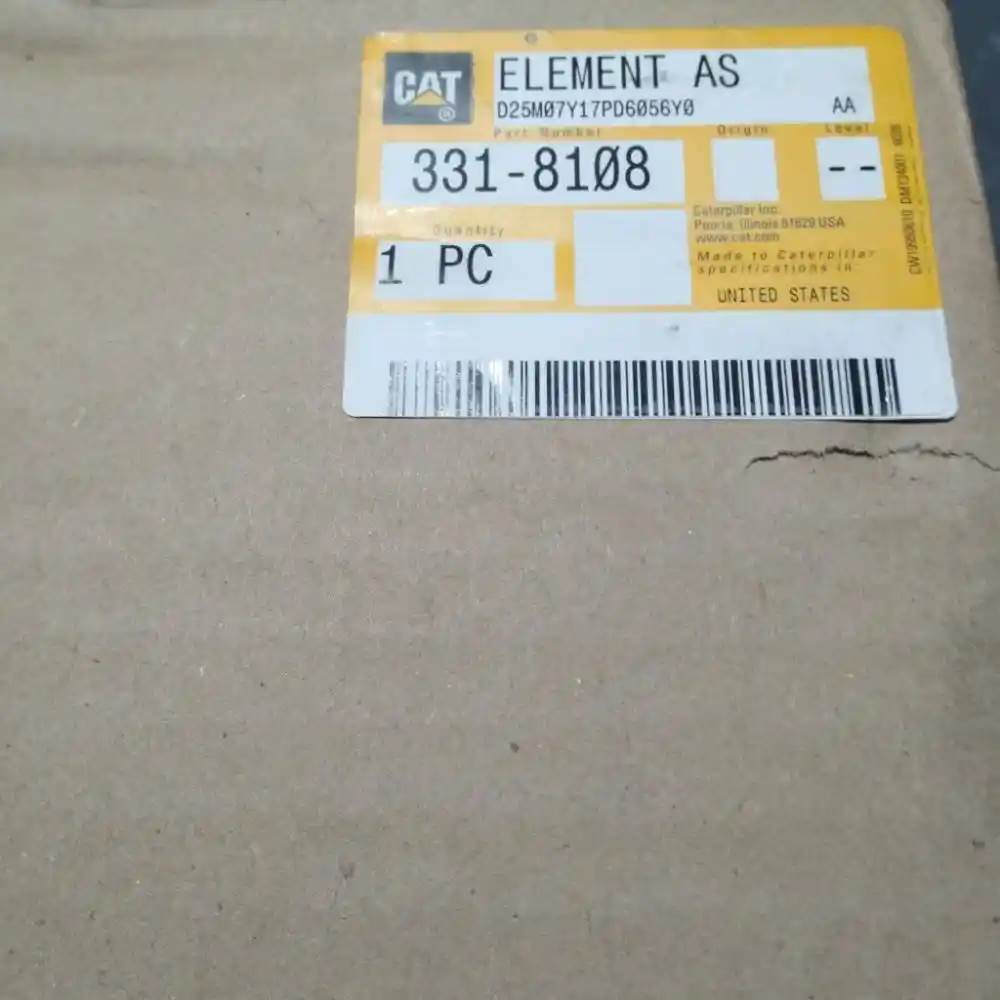 CAT
®
ELEMENT AS
D25M07Y17PD6056Y0 AA
Part Number Origin Level
331-8108 --
Caterpillar Inc.
Peoria, Illinois 61629 USA
www.cat.com
Quantity
1 PC
Made to Caterpillar
specifications in:
UNITED STATES